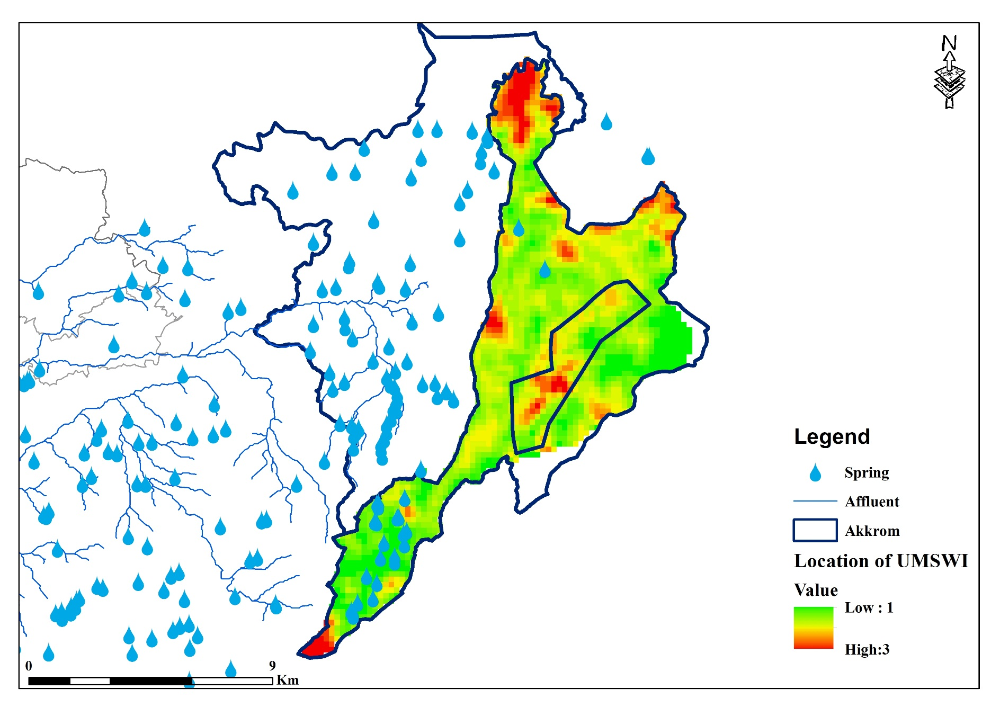 N
Legend
Spring
Affluent
Akkrom
Location of UMSWI
Value
Low : 1
High:3
0 9
Km